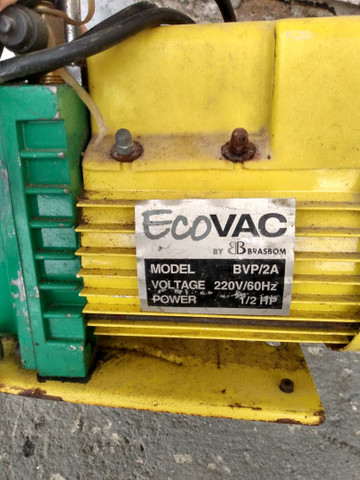 EcoVAC
BY B BRASBOM
MODEL BVP/2A
VOLTAGE 220V/60Hz
POWER 1/2 HP